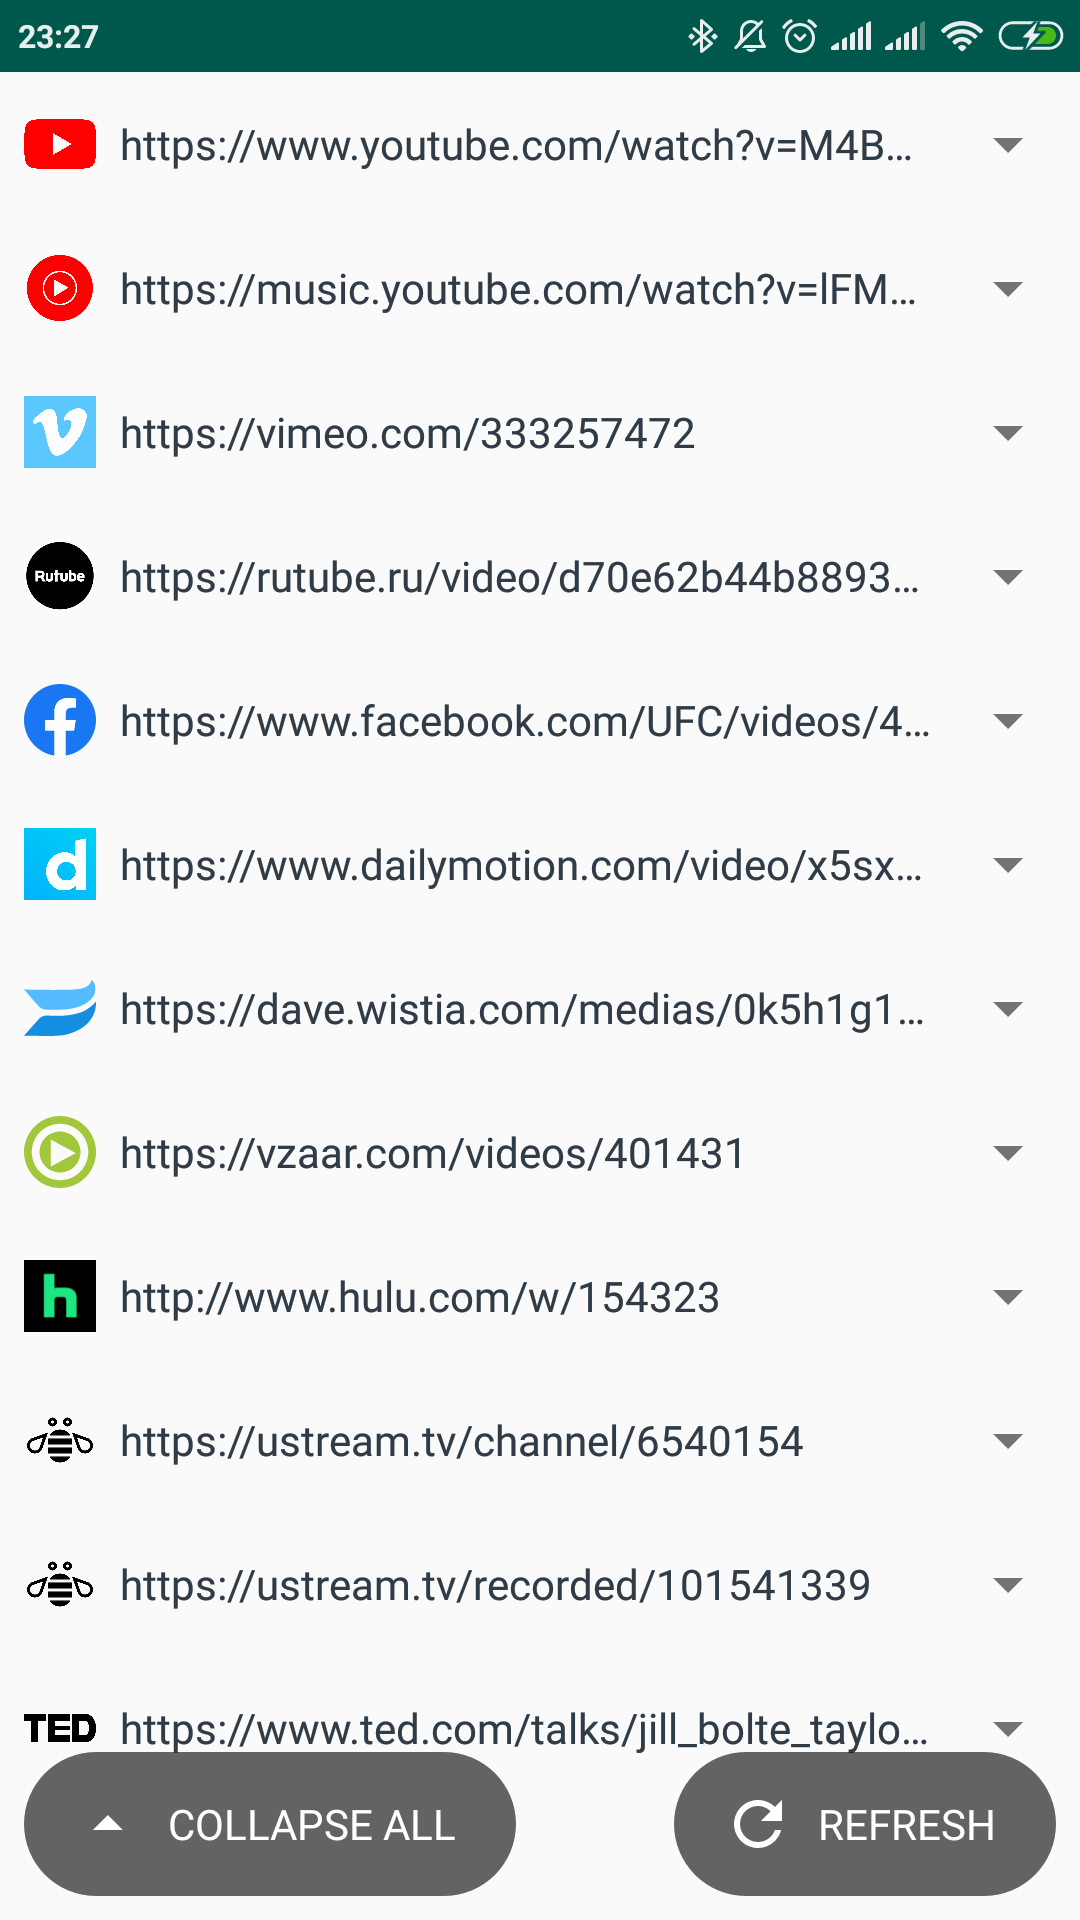 23:27
https://www.youtube.com/watch?v=M4B...
https://music.youtube.com/watch?v=lFM...
https://vimeo.com/333257472
Rutube
https://rutube.ru/video/d70e62b44b8893...
https://www.facebook.com/UFC/videos/4...
https://www.dailymotion.com/video/x5sx...
https://dave.wistia.com/medias/0k5h1g1...
https://vzaar.com/videos/401431
h
http://www.hulu.com/w/154323
https://ustream.tv/channel/6540154
https://ustream.tv/recorded/101541339
TED https://www.ted.com/talks/jill_bolte_taylo...
COLLAPSE ALL
REFRESH